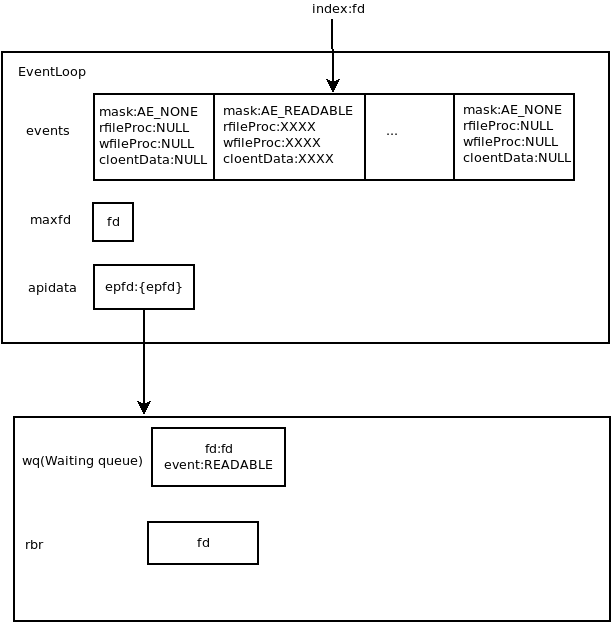 index:fd
EventLoop
events
mask:AE_NONE
rfileProc:NULL
wfileProc:NULL
cloentData:NULL
mask:AE_READABLE
rfileProc:XXXX
wfileProc:XXXX
cloentData:XXXX
...
mask:AE_NONE
rfileProc:NULL
wfileProc:NULL
cloentData:NULL
maxfd
fd
apidata
epfd:{epfd}
wq(Waiting queue)
fd:fd
event:READABLE
rbr
fd